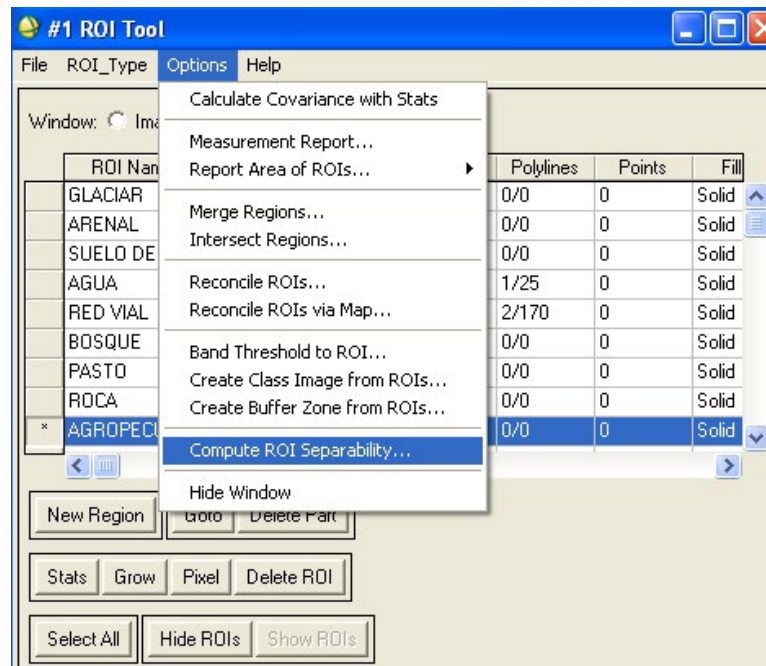 #1 ROI Tool
File ROI_Type Options Help
Window:
Calculate Covariance with Stats
Measurement Report...
Report Area of ROIs...
Merge Regions...
Intersect Regions...
Reconcile ROIs...
Reconcile ROIs via Map...
Band Threshold to ROI...
Create Class Image from ROIs...
Create Buffer Zone from ROIs...
Compute ROI Separability...
Hide Window
ROI Polylines Points Fill
GLACIAR 0/0 0 Solid
ARENAL 0/0 0 Solid
SUELO DE 0/0 0 Solid
AGUA 1/25 0 Solid
RED VIAL 2/170 0 Solid
BOSQUE 0/0 0 Solid
PASTO 0/0 0 Solid
ROCA 0/0 0 Solid
* 0/0 0 Solid
New Region Goto Delete Part
Stats Grow Pixel Delete ROI
Select All Hide ROIs Show ROIs